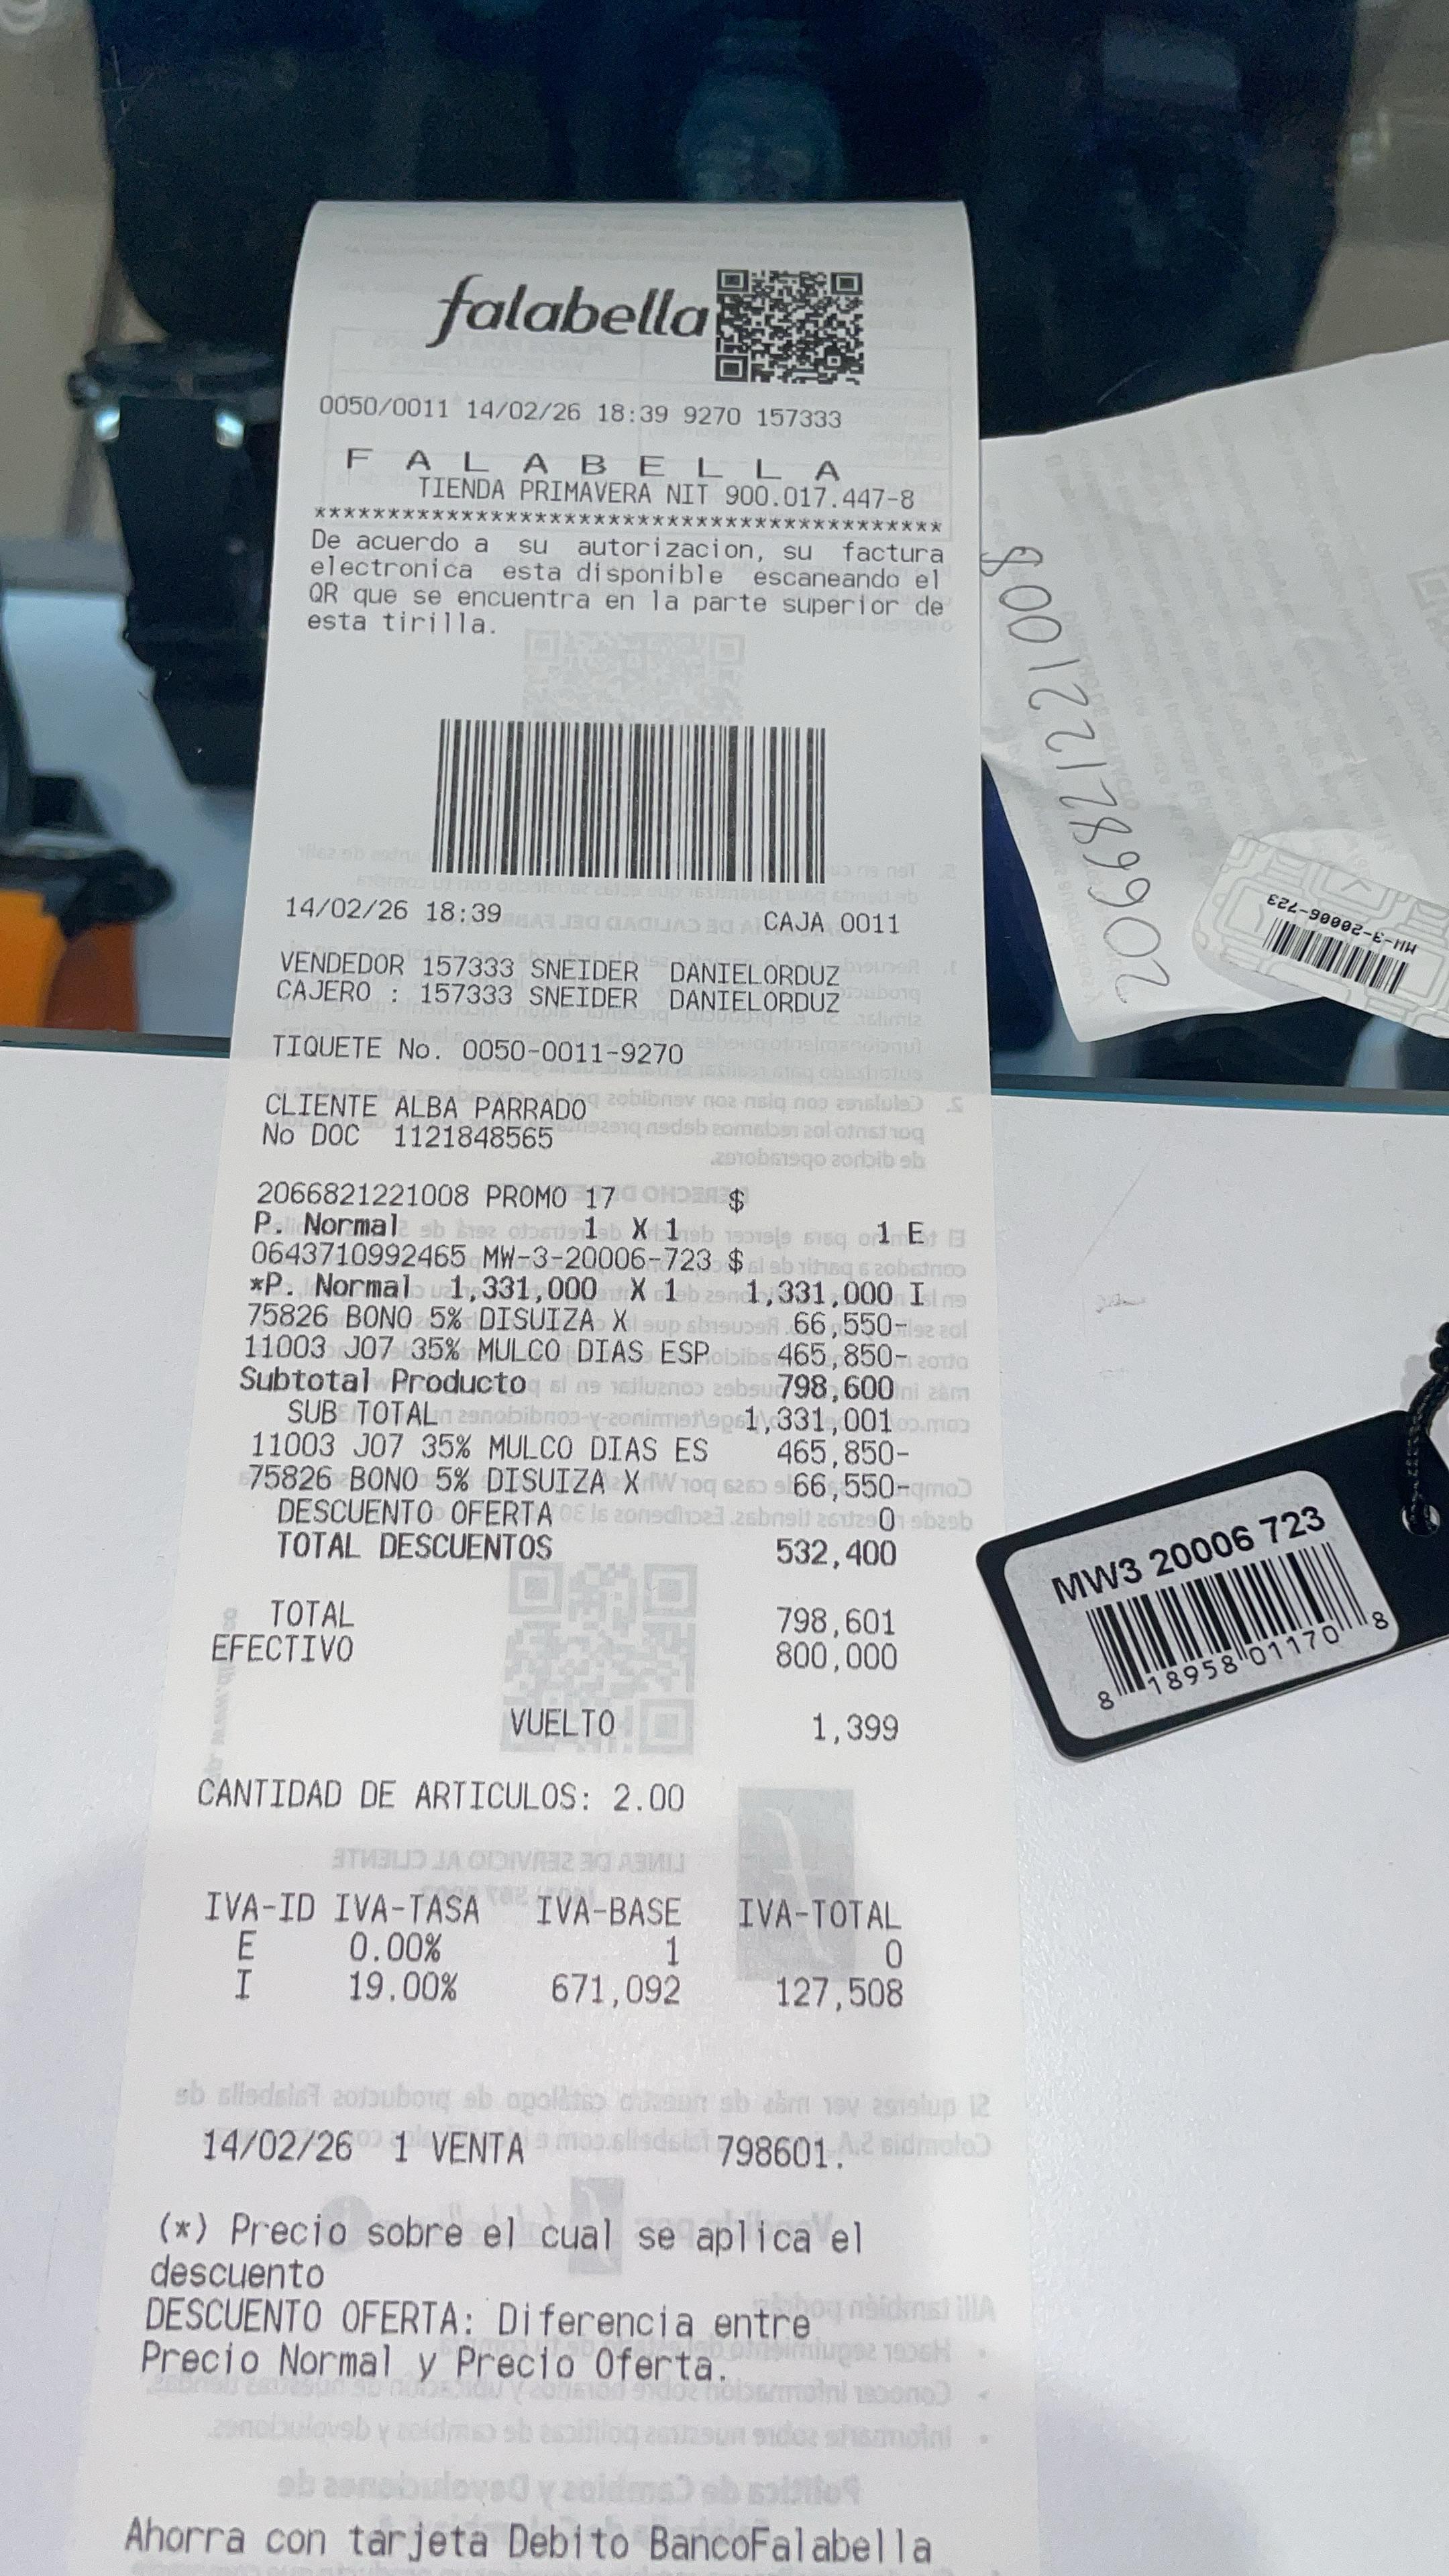 falabella
0050/0011 14/02/26 18:39 9270 157333
F A L A B E L L A
TIENDA PRIMAVERA NIT 900.017.447-8
*******************************************
De acuerdo a su autorizacion, su factura
electronica esta disponible escaneando el
QR que se encuentra en la parte superior de
esta tirilla.
14/02/26 18:39 CAJA 0011
VENDEDOR 157333 SNEIDER DANIELORDUZ
CAJERO : 157333 SNEIDER DANIELORDUZ
TIQUETE No. 0050-0011-9270
CLIENTE ALBA PARRADO
No DOC 1121848565
2066821221008 PROMO 17 $
P. Normal 1 X 1 1 E
0643710992465 MW-3-20006-723 $
*P. Normal 1,331,000 X 1 1,331,000 I
75826 BONO 5% DISUIZA X 66,550-
11003 J07 35% MULCO DIAS ESP 465,850-
Subtotal Producto 798,600
SUB TOTAL 1,331,001
11003 J07 35% MULCO DIAS ES 465,850-
75826 BONO 5% DISUIZA X 66,550-
DESCUENTO OFERTA 0
TOTAL DESCUENTOS 532,400
TOTAL 798,601
EFECTIVO 800,000
VUELTO 1,399
CANTIDAD DE ARTICULOS: 2.00
IVA-ID IVA-TASA IVA-BASE IVA-TOTAL
E 0.00% 1 0
I 19.00% 671,092 127,508
14/02/26 1 VENTA 798601.
(*) Precio sobre el cual se aplica el
descuento
DESCUENTO OFERTA: Diferencia entre
Precio Normal y Precio Oferta.
Ahorra con tarjeta Debito BancoFalabella
MW-3-20006-723
MW3 20006 723
8 18958 01170 8